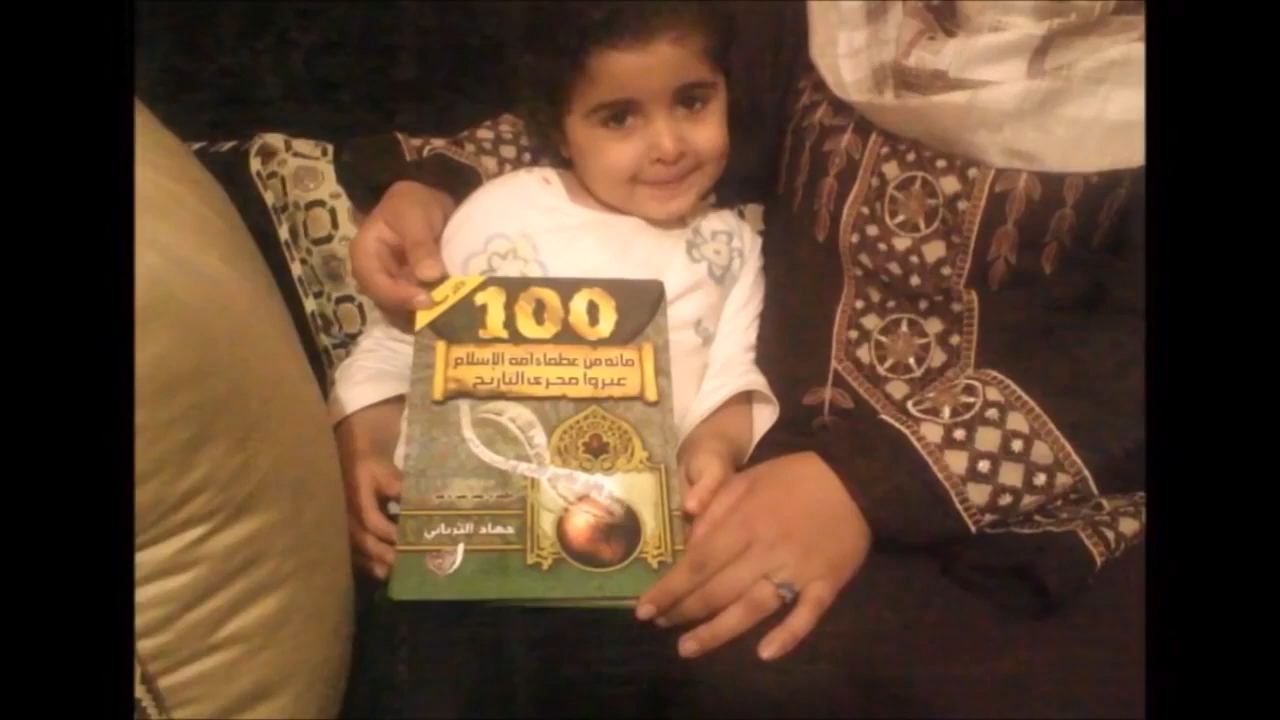 100
مائة من عظماء أمة الإسلام
غيروا مجرى التاريخ
جهاد الترباني